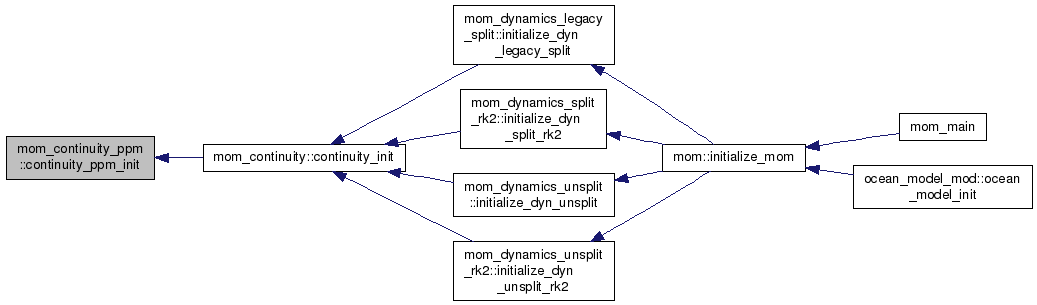 mom_continuity_ppm
::continuity_ppm_init
mom_continuity::continuity_init
mom_dynamics_legacy
_split::initialize_dyn
_legacy_split
mom_dynamics_split
_rk2::initialize_dyn
_split_rk2
mom_dynamics_unsplit
::initialize_dyn_unsplit
mom_dynamics_unsplit
_rk2::initialize_dyn
_unsplit_rk2
mom::initialize_mom
mom_main
ocean_model_mod::ocean
_model_init